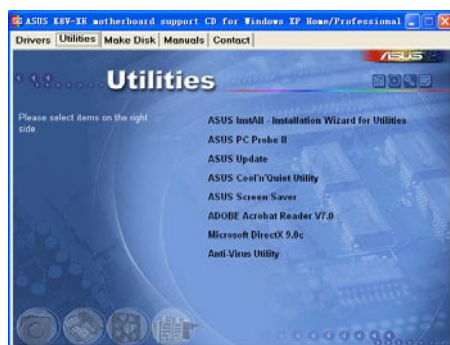 ASUS K8V-XE motherboard support CD for Windows XP Home/Professional
Drivers Utilities Make Disk Manuals Contact
ASUS
Utilities
Please select items on the right side.
ASUS InstAll - Installation Wizard for Utilities
ASUS PC Probe II
ASUS Update
ASUS Cool'n'Quiet Utility
ASUS Screen Saver
ADOBE Acrobat Reader V7.0
Microsoft DirectX 9.0c
Anti-Virus Utility